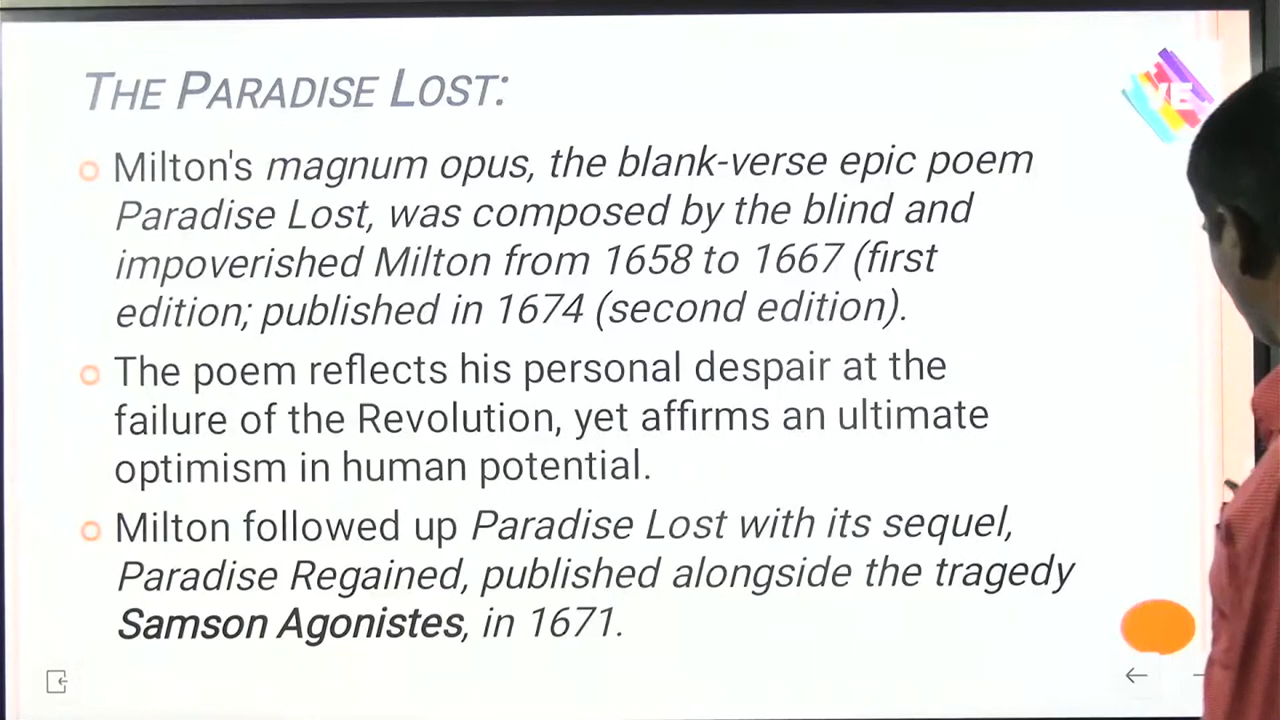 THE PARADISE LOST:
YE
Milton's magnum opus, the blank-verse epic poem
Paradise Lost, was composed by the blind and
impoverished Milton from 1658 to 1667 (first
edition; published in 1674 (second edition).
The poem reflects his personal despair at the
failure of the Revolution, yet affirms an ultimate
optimism in human potential.
Milton followed up Paradise Lost with its sequel,
Paradise Regained, published alongside the tragedy
Samson Agonistes, in 1671.